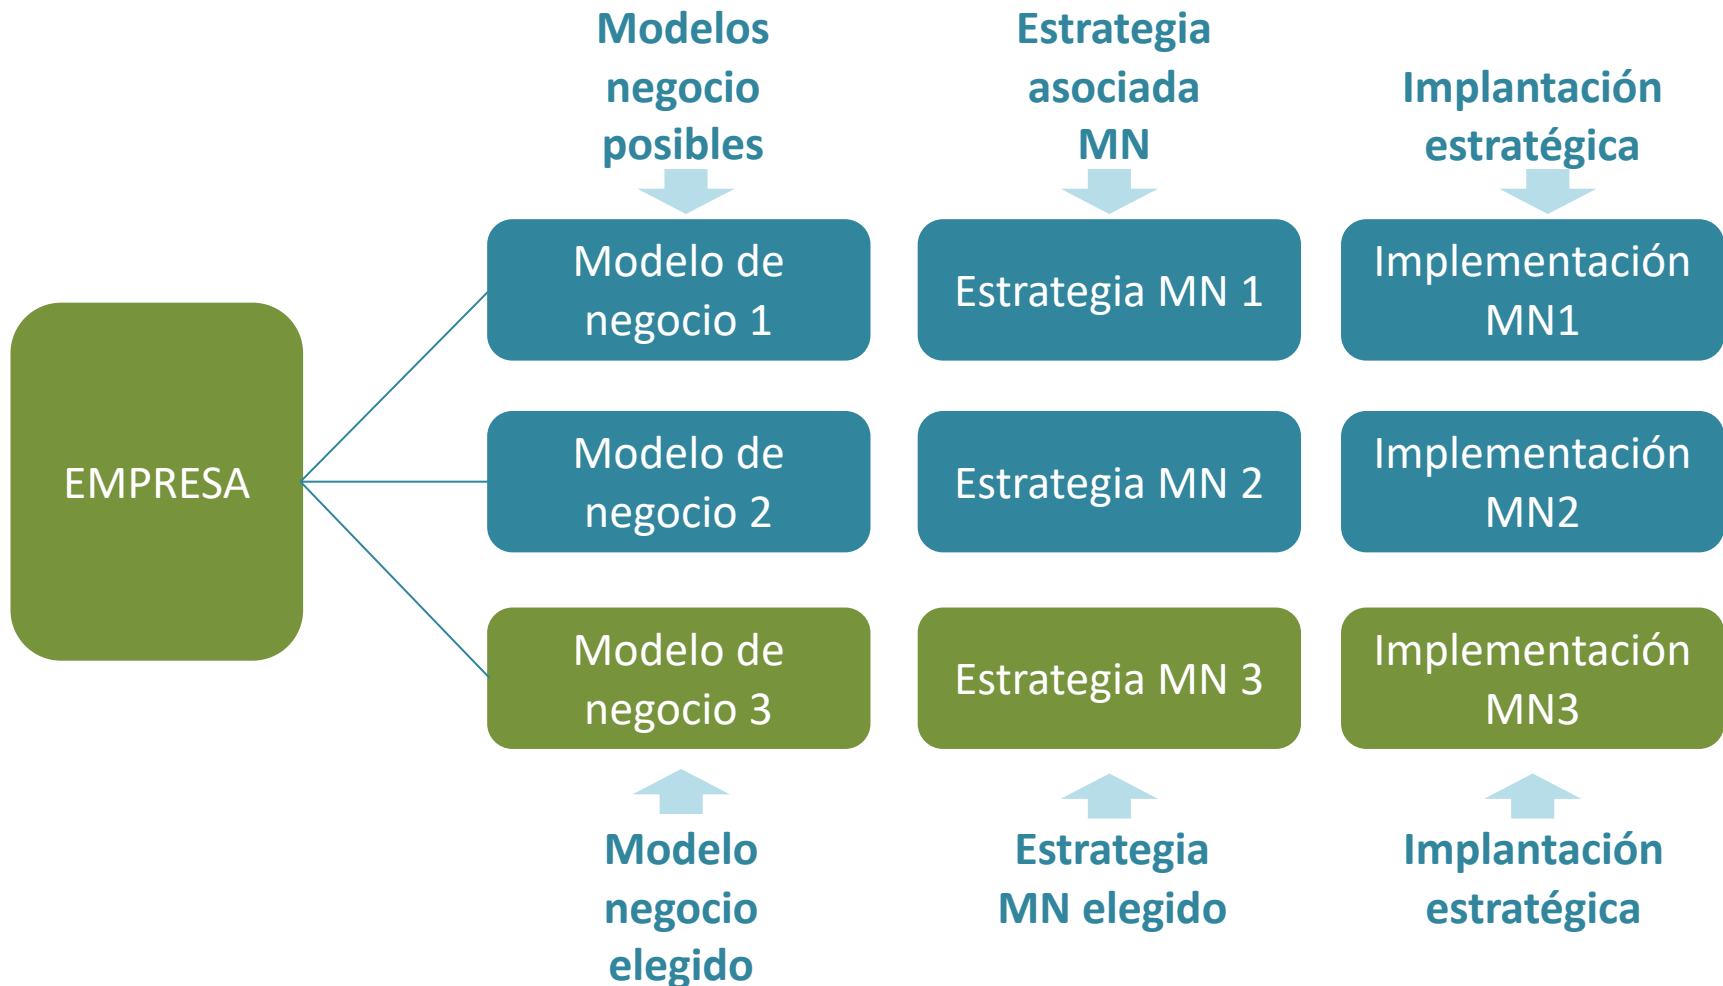 Modelos
negocio
posibles
Estrategia
asociada
MN
Implantación
estratégica
EMPRESA
Modelo de
negocio 1
Estrategia MN 1
Implementación
MN1
Modelo de
negocio 2
Estrategia MN 2
Implementación
MN2
Modelo de
negocio 3
Estrategia MN 3
Implementación
MN3
Modelo
negocio
elegido
Estrategia
MN elegido
Implantación
estratégica